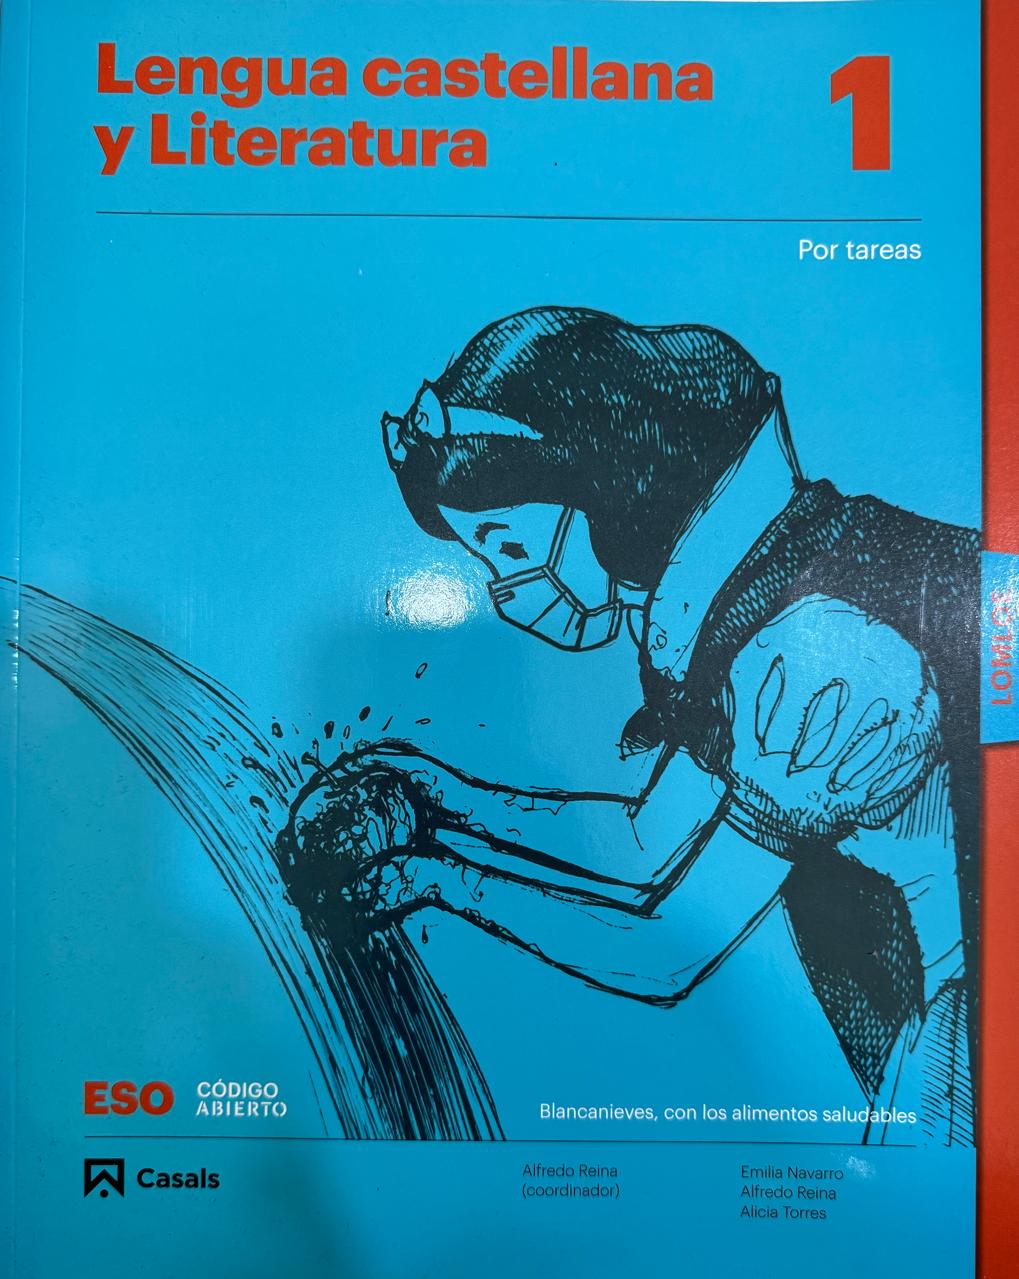 Lengua castellana
y Literatura
1
Por tareas
LOMLOE
ESO
CÓDIGO
ABIERTO
Blancanieves, con los alimentos saludables
Casals
Alfredo Reina
(coordinador)
Emilia Navarro
Alfredo Reina
Alicia Torres